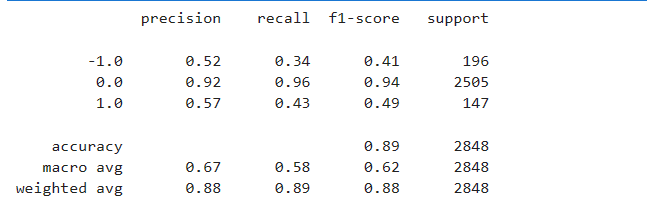 precision recall f1-score support
-1.0 0.52 0.34 0.41 196
0.0 0.92 0.96 0.94 2505
1.0 0.57 0.43 0.49 147
accuracy 0.89 2848
macro avg 0.67 0.58 0.62 2848
weighted avg 0.88 0.89 0.88 2848